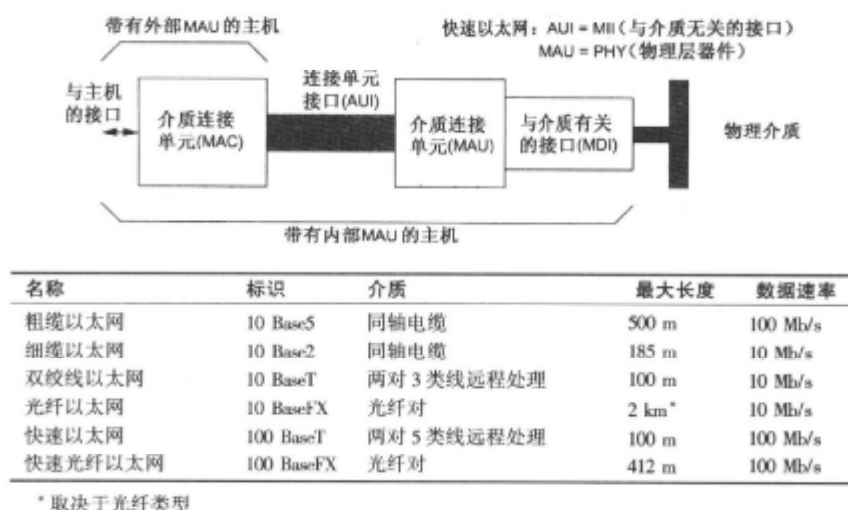 带有外部MAU的主机
快速以太网：AUI = MII（与介质无关的接口）
MAU = PHY（物理层器件）
与主机
的接口
介质连接
单元(MAC)
连接单元
接口(AUI)
介质连接
单元(MAU)
与介质有关
的接口(MDI)
物理介质
带有内部MAU的主机
名称 标识 介质 最大长度 数据速率
粗缆以太网 10 Base5 同轴电缆 500 m 100 Mb/s
细缆以太网 10 Base2 同轴电缆 185 m 10 Mb/s
双绞线以太网 10 BaseT 两对3类线远程处理 100 m 10 Mb/s
光纤以太网 10 BaseFX 光纤对 2 km* 10 Mb/s
快速以太网 100 BaseT 两对5类线远程处理 100 m 100 Mb/s
快速光纤以太网 100 BaseFX 光纤对 412 m 100 Mb/s
* 取决于光纤类型